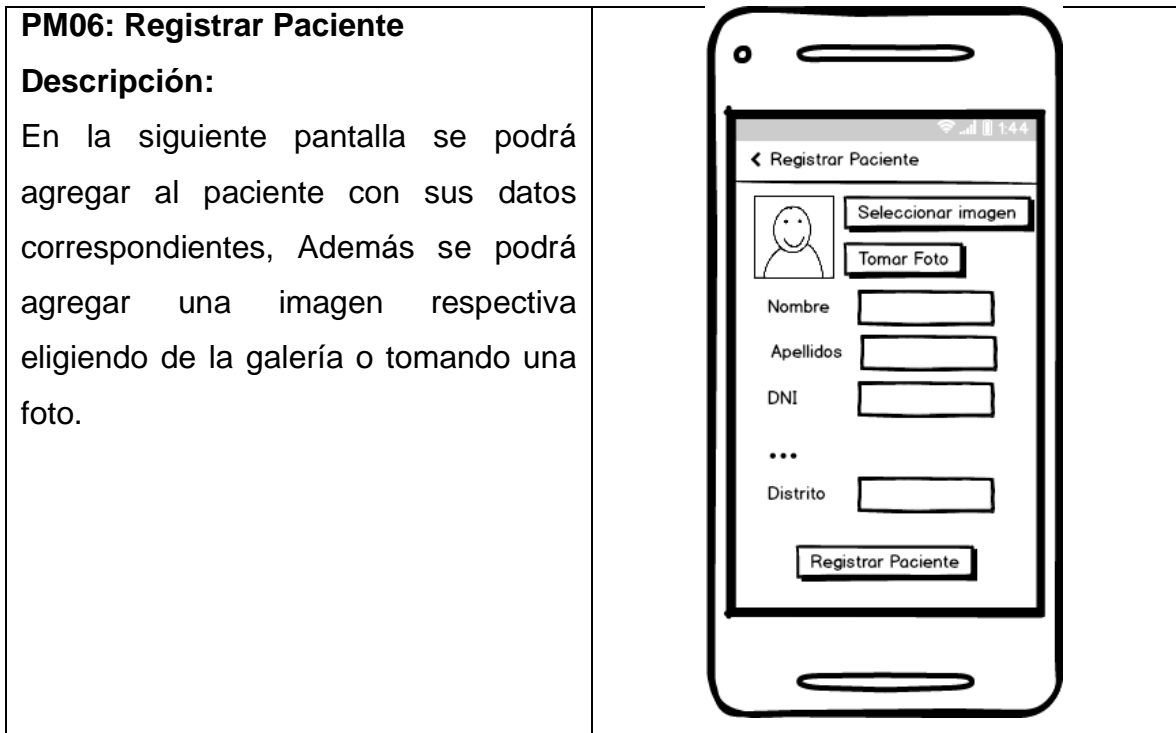 PM06: Registrar Paciente
Descripción:
En la siguiente pantalla se podrá
agregar al paciente con sus datos
correspondientes, Además se podrá
agregar una imagen respectiva
eligiendo de la galería o tomando una
foto.
1:44
Registrar Paciente
Seleccionar imagen
Tomar Foto
Nombre
Apellidos
DNI
...
Distrito
Registrar Paciente